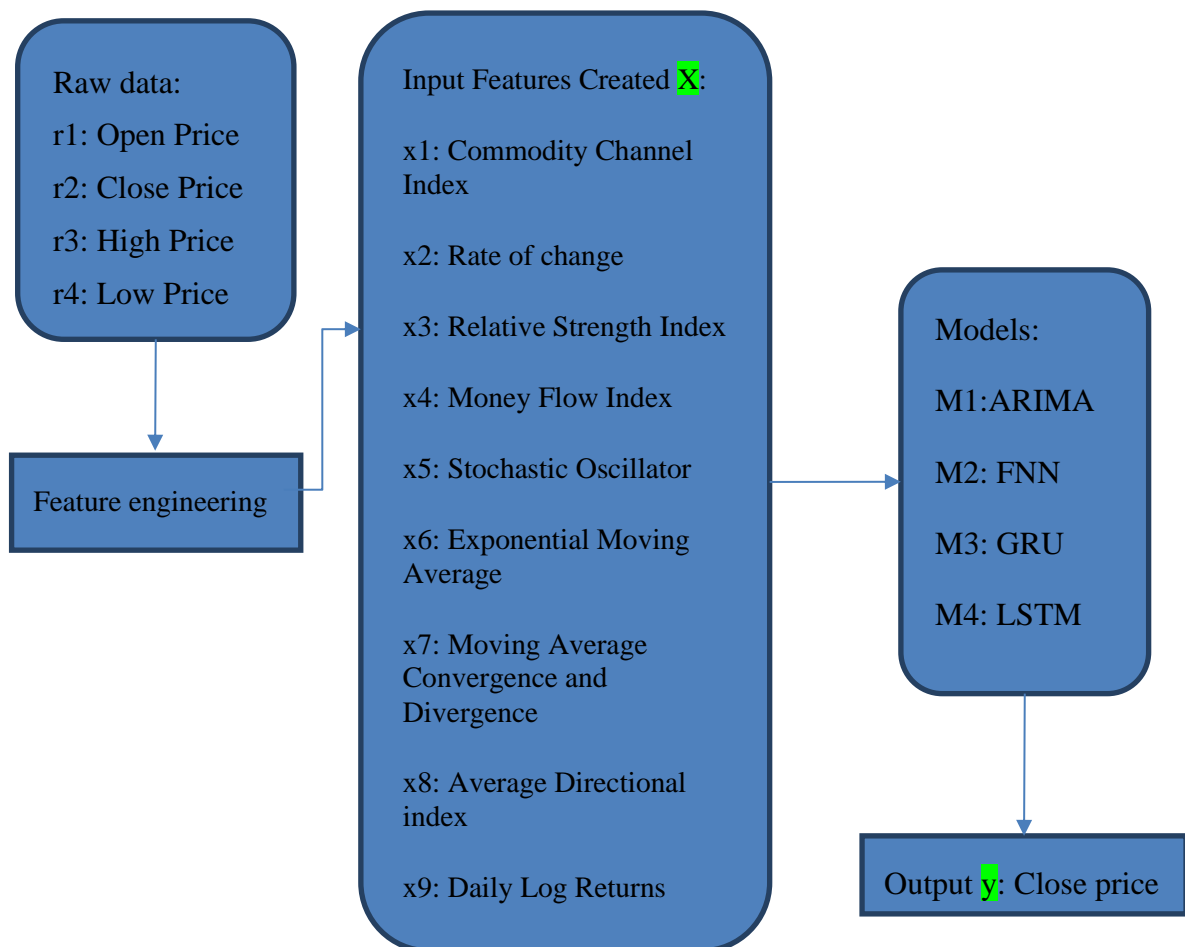 Raw data:
r1: Open Price
r2: Close Price
r3: High Price
r4: Low Price
Feature engineering
Input Features Created X:
x1: Commodity Channel
Index
x2: Rate of change
x3: Relative Strength Index
x4: Money Flow Index
x5: Stochastic Oscillator
x6: Exponential Moving
Average
x7: Moving Average
Convergence and
Divergence
x8: Average Directional
index
x9: Daily Log Returns
Models:
M1:ARIMA
M2: FNN
M3: GRU
M4: LSTM
Output y: Close price